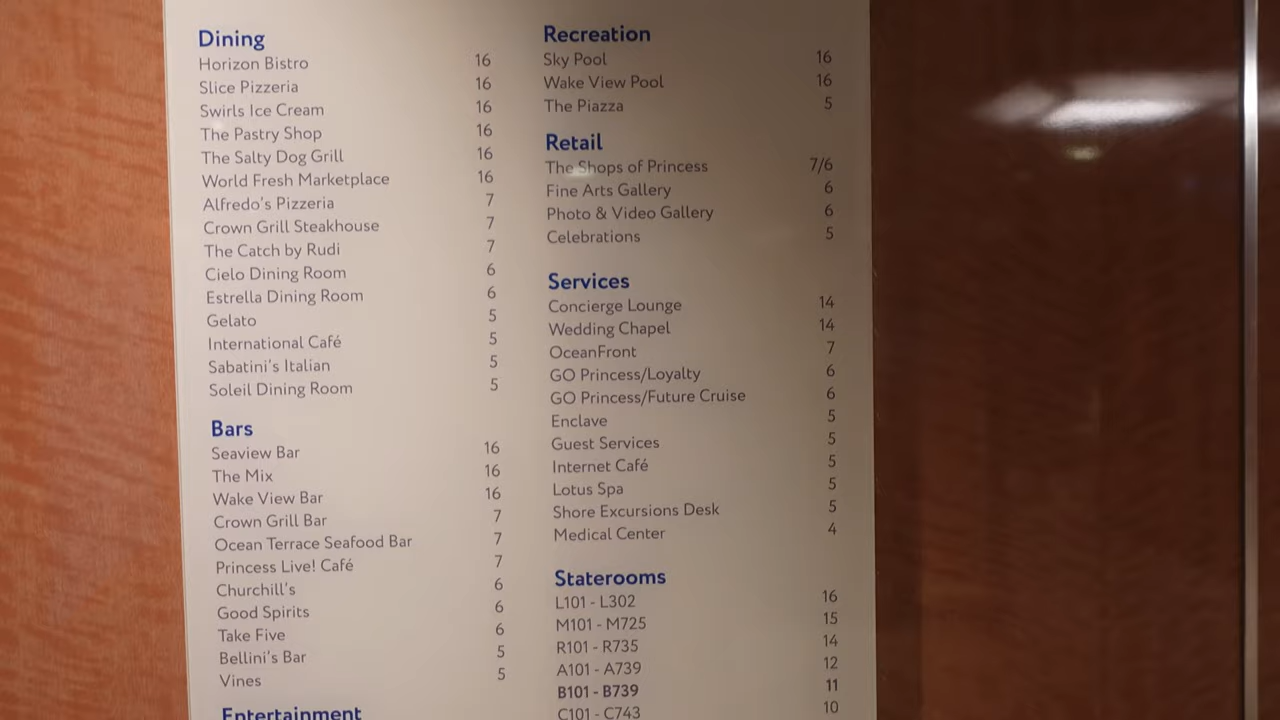 Dining
Horizon Bistro 16
Slice Pizzeria 16
Swirls Ice Cream 16
The Pastry Shop 16
The Salty Dog Grill 16
World Fresh Marketplace 16
Alfredo's Pizzeria 7
Crown Grill Steakhouse 7
The Catch by Rudi 7
Cielo Dining Room 6
Estrella Dining Room 6
Gelato 5
International Café 5
Sabatini's Italian 5
Soleil Dining Room 5
Bars
Seaview Bar 16
The Mix 16
Wake View Bar 16
Crown Grill Bar 7
Ocean Terrace Seafood Bar 7
Princess Live! Café 7
Churchill's 6
Good Spirits 6
Take Five 6
Bellini's Bar 5
Vines 5
Entertainment
Recreation
Sky Pool 16
Wake View Pool 16
The Piazza 5
Retail
The Shops of Princess 7/6
Fine Arts Gallery 6
Photo & Video Gallery 6
Celebrations 5
Services
Concierge Lounge 14
Wedding Chapel 14
OceanFront 7
GO Princess/Loyalty 6
GO Princess/Future Cruise 6
Enclave 5
Guest Services 5
Internet Café 5
Lotus Spa 5
Shore Excursions Desk 5
Medical Center 4
Staterooms
L101 - L302 16
M101 - M725 15
R101 - R735 14
A101 - A739 12
B101 - B739 11
C101 - C743 10